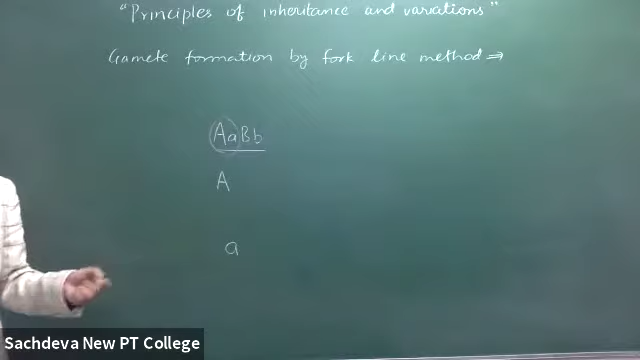 "Principles of inheritance and variations"
Gamete formation by fork line method ⇒
AaBb
A
a
Sachdeva New PT College